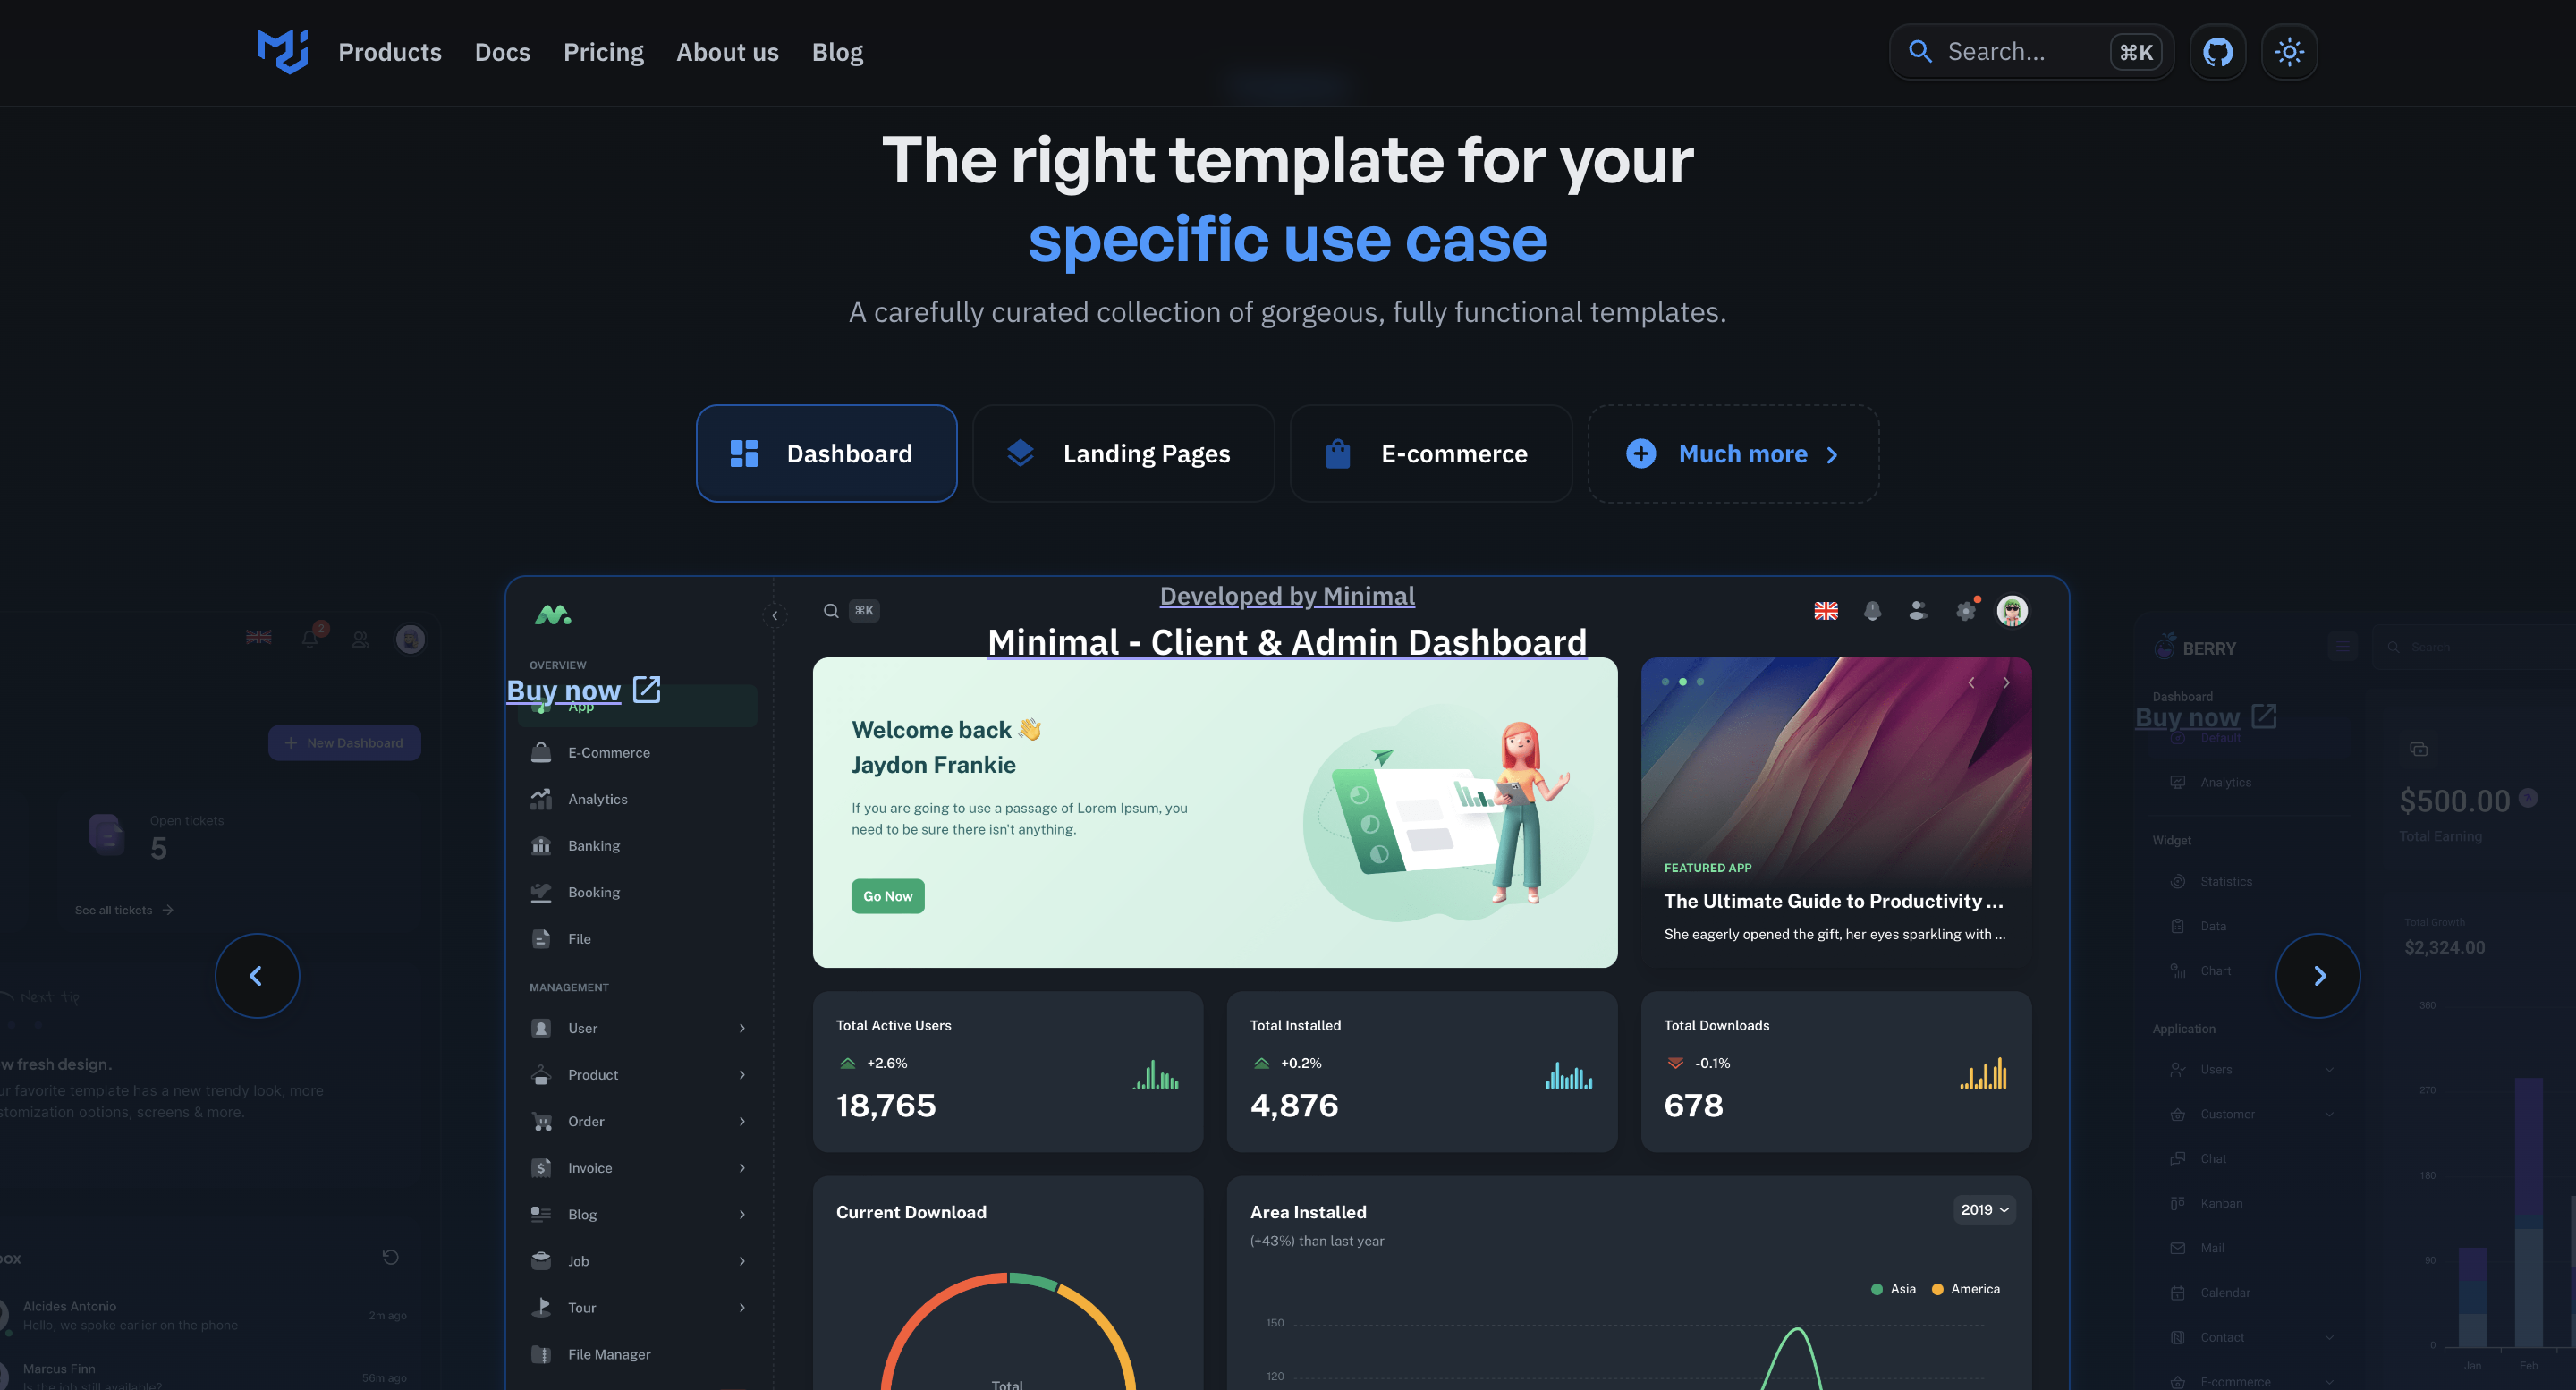 Products Docs Pricing About us Blog
Search... ⌘K
The right template for your
specific use case
A carefully curated collection of gorgeous, fully functional templates.
Dashboard
Landing Pages
E-commerce
Much more
2
New Dashboard
Open tickets
5
See all tickets
Next tip
w fresh design.
ur favorite template has a new trendy look, more
stomization options, screens & more.
box
Alcides Antonio
Hello, we spoke earlier on the phone
2m ago
Marcus Finn
Is the job still available?
56m ago
⌘K
Developed by Minimal
Minimal - Client & Admin Dashboard
OVERVIEW
Buy now
App
E-Commerce
Analytics
Banking
Booking
File
MANAGEMENT
User
Product
Order
Invoice
Blog
Job
Tour
File Manager
Welcome back 👋
Jaydon Frankie
If you are going to use a passage of Lorem Ipsum, you
need to be sure there isn't anything.
Go Now
FEATURED APP
The Ultimate Guide to Productivity ...
She eagerly opened the gift, her eyes sparkling with ...
Total Active Users
+2.6%
18,765
Total Installed
+0.2%
4,876
Total Downloads
-0.1%
678
Current Download
Total
Area Installed
(+43%) than last year
2019
Asia America
150
120
BERRY
Search
Dashboard
Buy now
Default
Analytics
Widget
Statistics
Data
Chart
Application
Users
Customer
Chat
Kanban
Mail
Calendar
Contact
E-commerce
$500.00
Total Earning
Total Growth
$2,324.00
360
270
180
90
0
Jan Feb